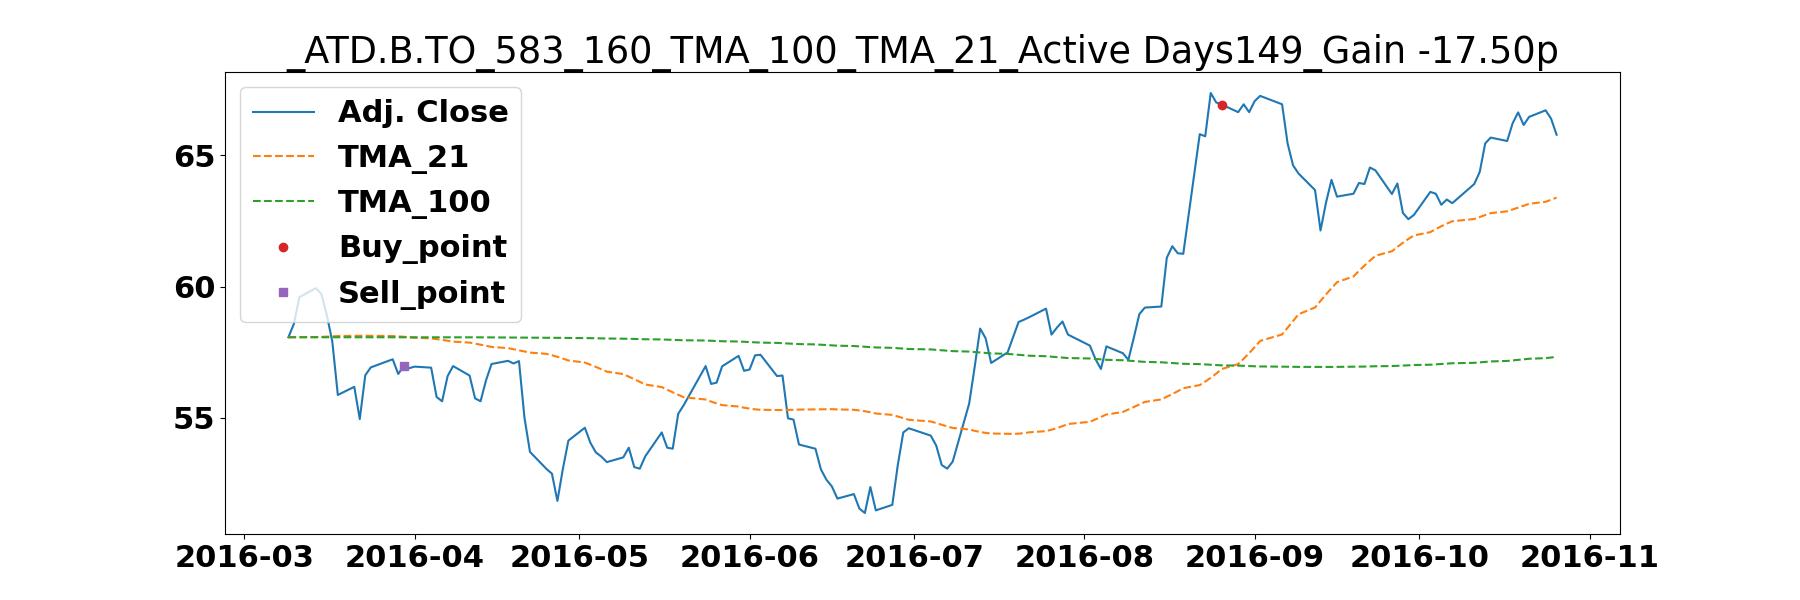 _ATD.B.TO_583_160_TMA_100_TMA_21_Active Days149_Gain -17.50p
Adj. Close
TMA_21
TMA_100
Buy_point
Sell_point
65
60
55
2016-03 2016-04 2016-05 2016-06 2016-07 2016-08 2016-09 2016-10 2016-11